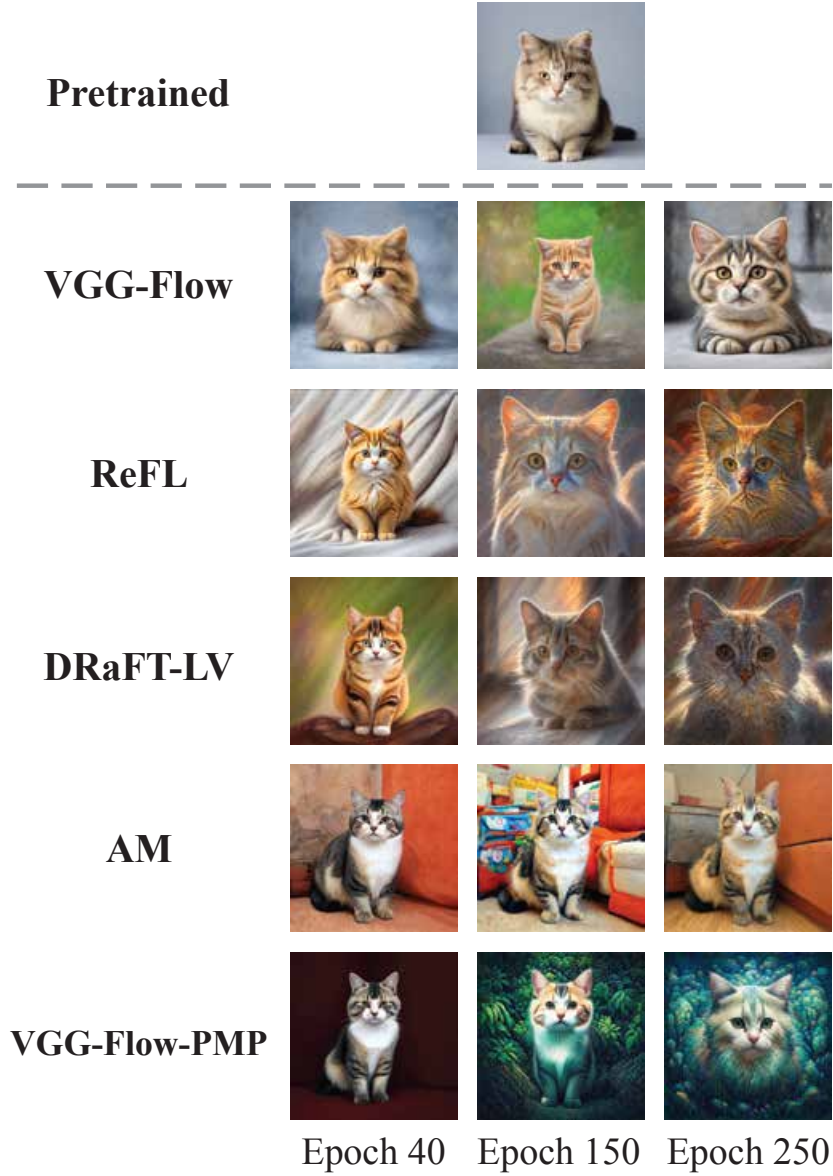 Pretrained
VGG-Flow
ReFL
DRaFT-LV
AM
VGG-Flow-PMP
Epoch 40 Epoch 150 Epoch 250